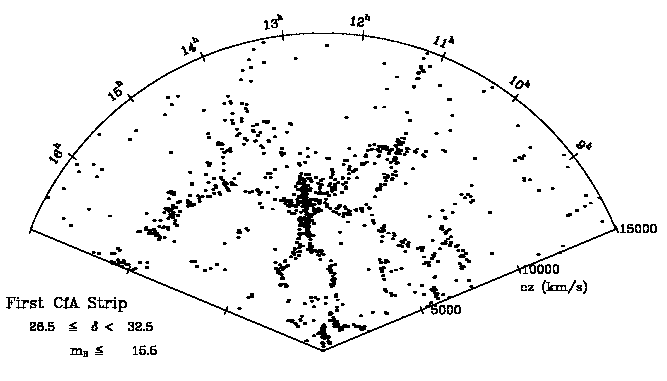 16ʰ 15ʰ 14ʰ 13ʰ 12ʰ 11ʰ 10ʰ 9ʰ
15000
10000
cz (km/s)
5000
First CfA Strip
26.5 ≤ δ < 32.5
m_B ≤ 15.5